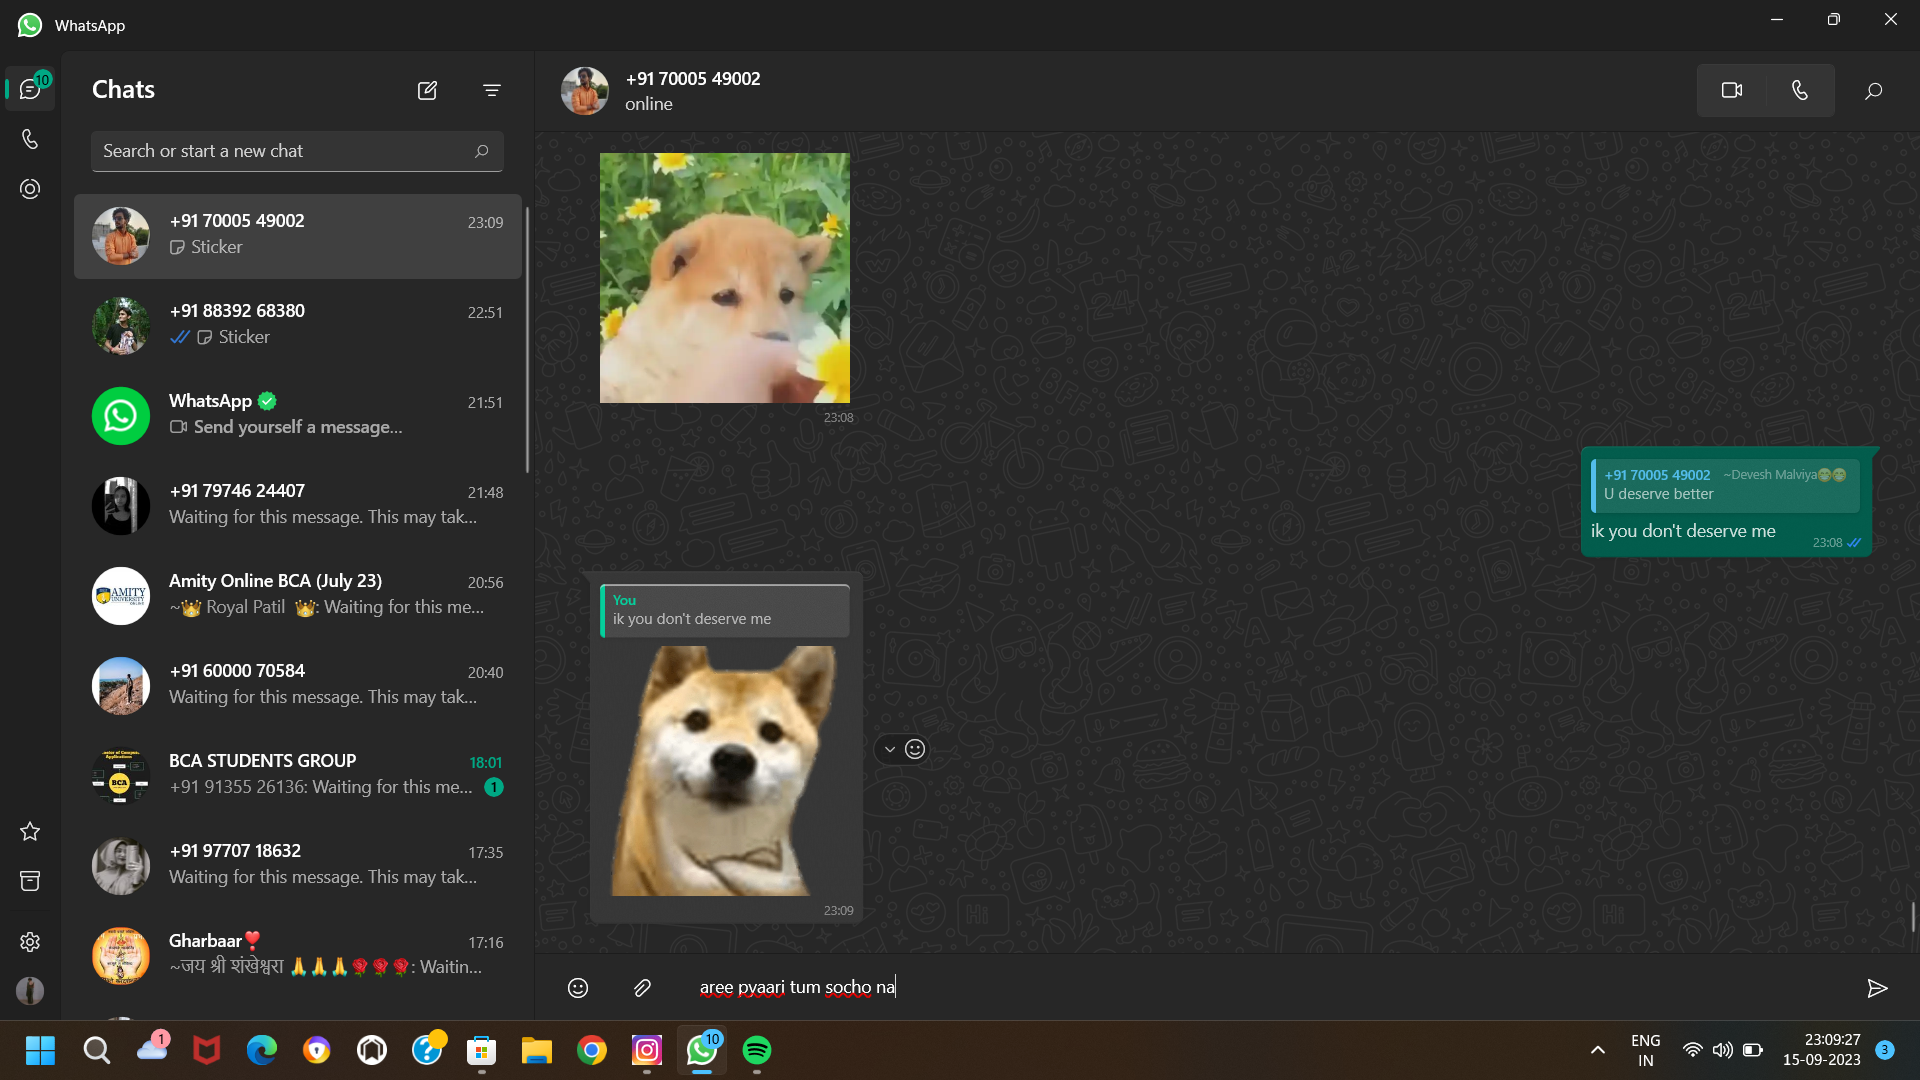 WhatsApp
10
Chats
Search or start a new chat
+91 70005 49002
23:09
Sticker
+91 88392 68380
22:51
Sticker
WhatsApp
21:51
Send yourself a message...
+91 79746 24407
21:48
Waiting for this message. This may tak...
AMITY
UNIVERSITY
ONLINE
Amity Online BCA (July 23)
20:56
~👑 Royal Patil 👑: Waiting for this me...
+91 60000 70584
20:40
Waiting for this message. This may tak...
BCA
BCA STUDENTS GROUP
18:01
+91 91355 26136: Waiting for this me...
1
+91 97707 18632
17:35
Waiting for this message. This may tak...
Gharbaar❣️
17:16
~जय श्री शंखेश्वरा 🙏🙏🙏🌹🌹🌹: Waitin...
+91 70005 49002
online
23:08
+91 70005 49002 ~Devesh Malviya😁😁
U deserve better
ik you don't deserve me
23:08
You
ik you don't deserve me
23:09
aree pyaari tum socho na
1
10
ENG
IN
23:09:27
15-09-2023
3